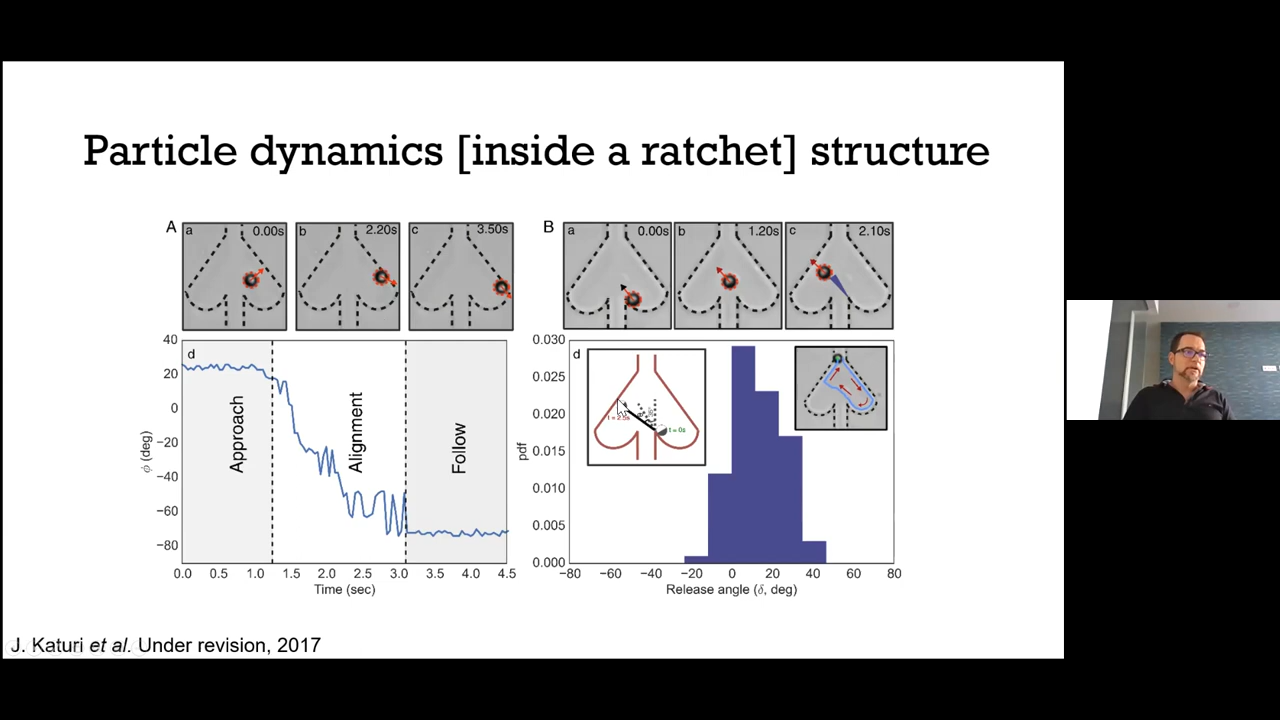 Particle dynamics [inside a ratchet] structure
A
a 0.00s
b 2.20s
c 3.50s
B
a 0.00s
b 1.20s
c 2.10s
40
20
0
−20
−40
−60
−80
ϕ (deg)
d
Approach
Alignment
Follow
0.0 0.5 1.0 1.5 2.0 2.5 3.0 3.5 4.0 4.5
Time (sec)
0.030
0.025
0.020
0.015
0.010
0.005
0.000
pdf
d
t = 0s
−80 −60 −40 −20 0 20 40 60 80
Release angle (δ, deg)
J. Katuri et al. Under revision, 2017